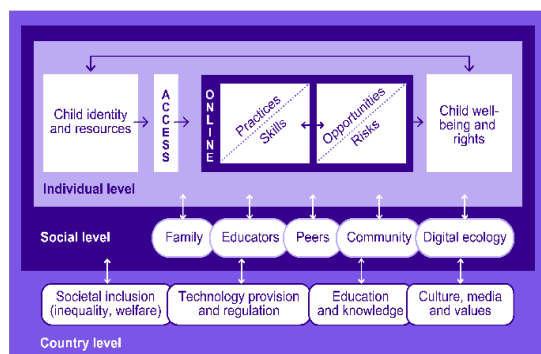 Child identity
and resources
ACCESS
ONLINE
Practices
Skills
Opportunities
Risks
Child well-
being and
rights
Individual level
Social level
Family
Educators
Peers
Community
Digital ecology
Societal inclusion
(inequality, welfare)
Technology provision
and regulation
Education
and knowledge
Culture, media
and values
Country level